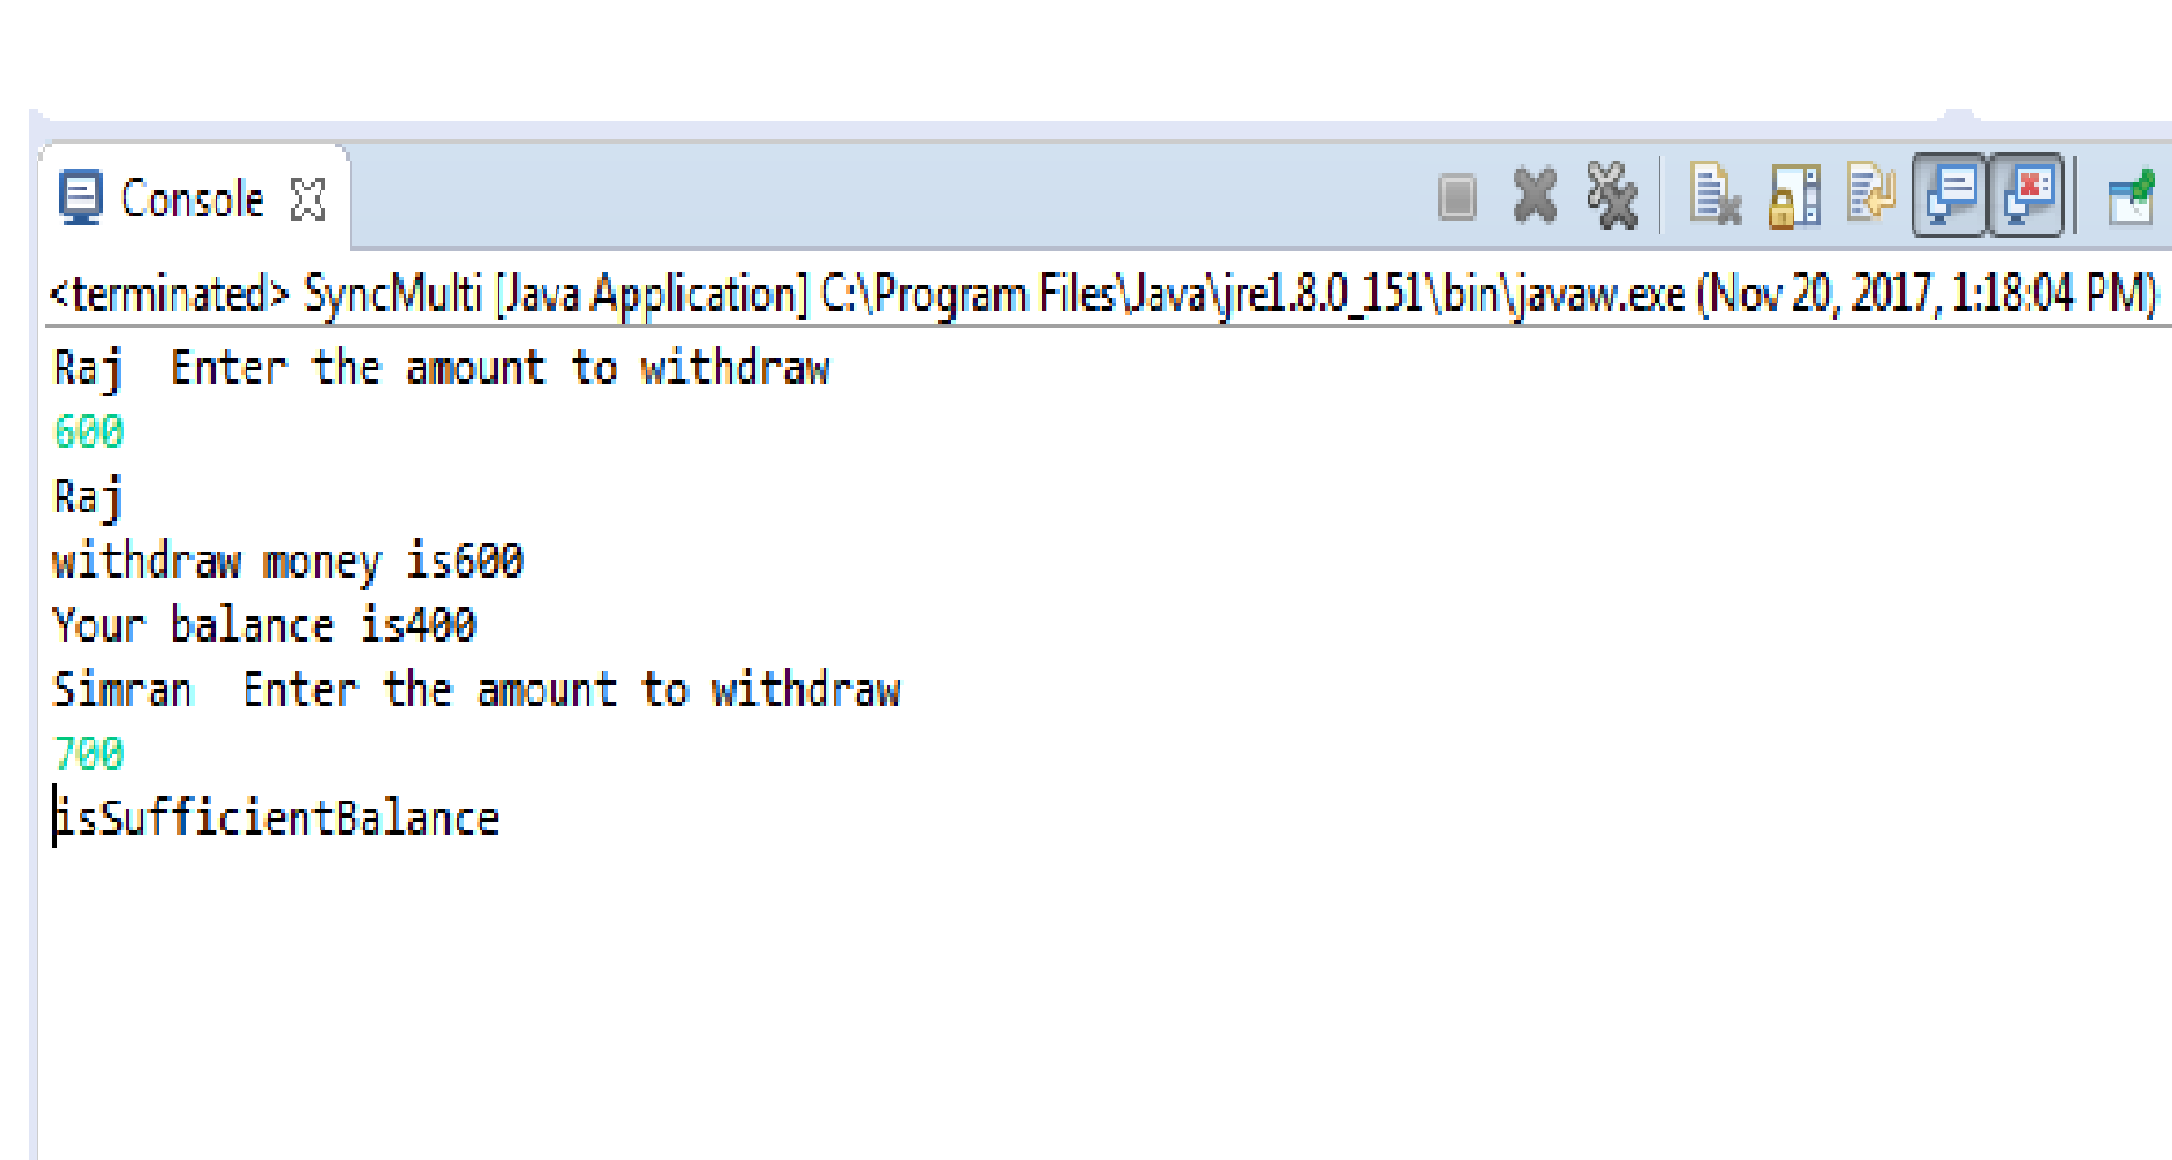 Console
<terminated> SyncMulti [Java Application] C:\Program Files\Java\jre1.8.0_151\bin\javaw.exe (Nov 20, 2017, 1:18:04 PM)
Raj  Enter the amount to withdraw
600
Raj
withdraw money is600
Your balance is400
Simran  Enter the amount to withdraw
700
isSufficientBalance